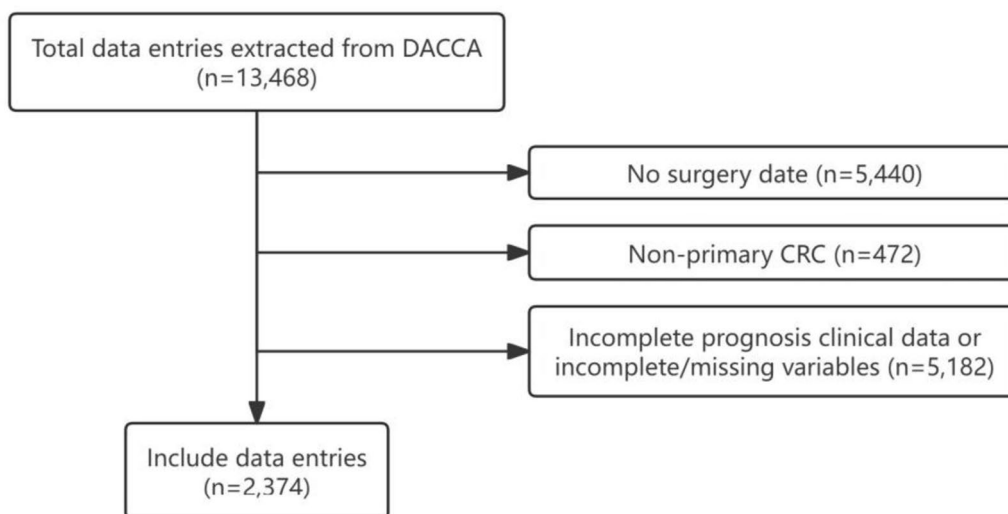 Total data entries extracted from DACCA
(n=13,468)
No surgery date (n=5,440)
Non-primary CRC (n=472)
Incomplete prognosis clinical data or
incomplete/missing variables (n=5,182)
Include data entries
(n=2,374)